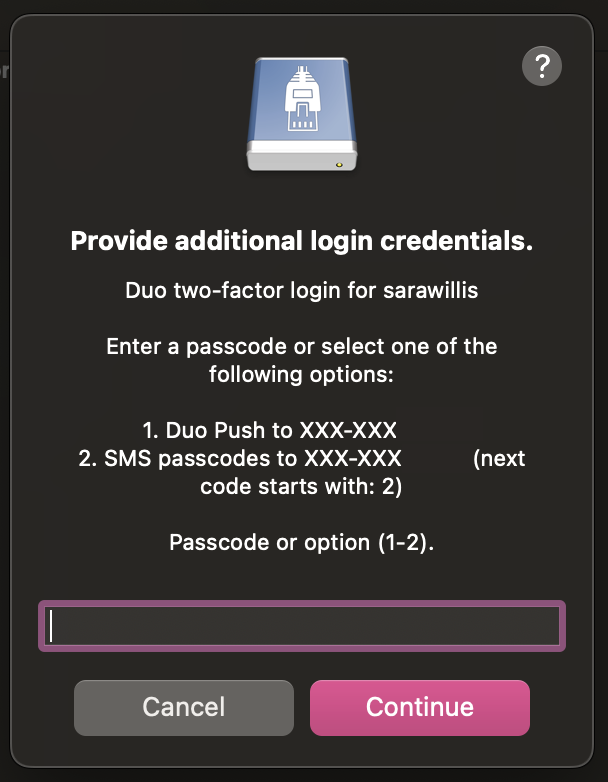 ?
Provide additional login credentials.
Duo two-factor login for sarawillis
Enter a passcode or select one of the
following options:
1. Duo Push to XXX-XXX
2. SMS passcodes to XXX-XXX (next
code starts with: 2)
Passcode or option (1-2).
Cancel
Continue